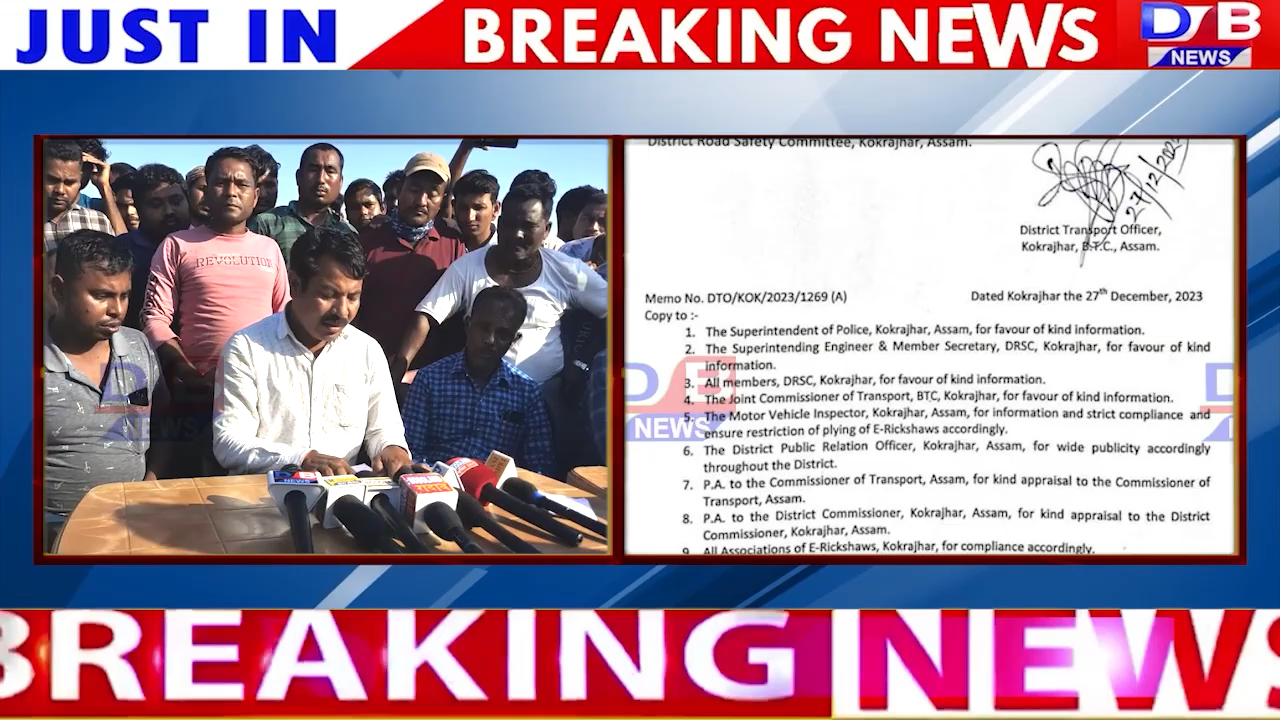 JUST IN
BREAKING NEWS
DB
NEWS
REVOLUTION
DB
NEWS
DB
NEWS
District Road Safety Committee, Kokrajhar, Assam.
27/12/202
District Transport Officer,
Kokrajhar, B.T.C., Assam.
Memo No. DTO/KOK/2023/1269 (A)
Dated Kokrajhar the 27th December, 2023
Copy to :-
1. The Superintendent of Police, Kokrajhar, Assam, for favour of kind information.
2. The Superintending Engineer & Member Secretary, DRSC, Kokrajhar, for favour of kind
information.
3. All members, DRSC, Kokrajhar, for favour of kind information.
4. The Joint Commissioner of Transport, BTC, Kokrajhar, for favour of kind information.
5. The Motor Vehicle Inspector, Kokrajhar, Assam, for information and strict compliance and
ensure restriction of plying of E-Rickshaws accordingly.
6. The District Public Relation Officer, Kokrajhar, Assam, for wide publicity accordingly
throughout the District.
7. P.A. to the Commissioner of Transport, Assam, for kind appraisal to the Commissioner of
Transport, Assam.
8. P.A. to the District Commissioner, Kokrajhar, Assam, for kind appraisal to the District
Commissioner, Kokrajhar, Assam.
9. All Associations of E-Rickshaws, Kokrajhar, for compliance accordingly.
DB
NEWS
D
N
BREAKING NEWS